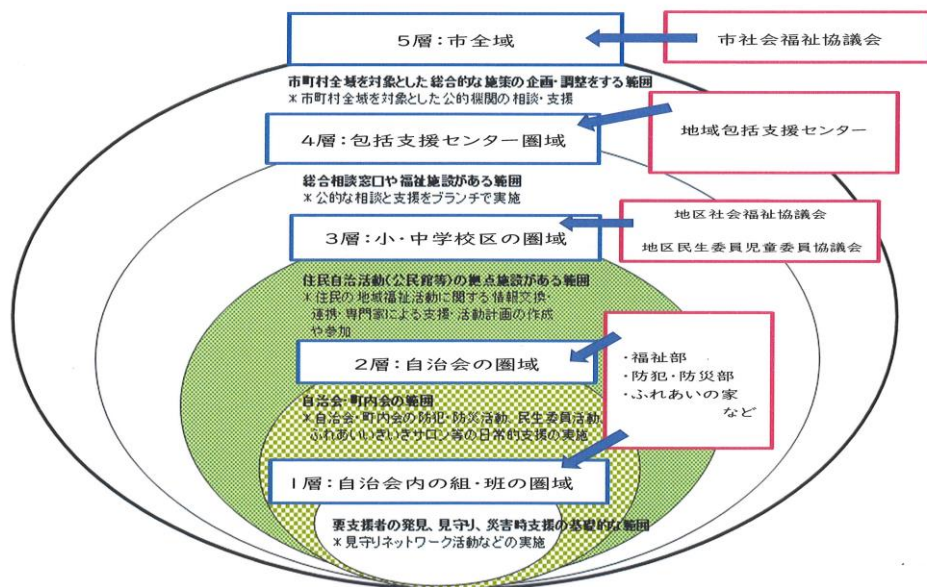 5層:市全域
市社会福祉協議会
市町村全域を対象とした総合的な施策の企画・調整をする範囲
＊市町村全域を対象とした公的機関の相談・支援
4層:包括支援センター圏域
地域包括支援センター
総合相談窓口や福祉施設がある範囲
＊公的な相談と支援をブランチで実施
3層:小・中学校区の圏域
地区社会福祉協議会
地区民生委員児童委員協議会
住民自治活動(公民館等)の拠点施設がある範囲
＊住民の地域福祉活動に関する情報交換・
連携・専門家による支援・活動計画の作成
や参加
2層:自治会の圏域
・福祉部
・防犯・防災部
・ふれあいの家
など
自治会・町内会の範囲
＊自治会・町内会の防犯・防災活動、民生委員活動、
ふれあいいきいきサロン等の日常的支援の実施
1層:自治会内の組・班の圏域
要支援者の発見、見守り、災害時支援の基礎的な範囲
＊見守りネットワーク活動などの実施